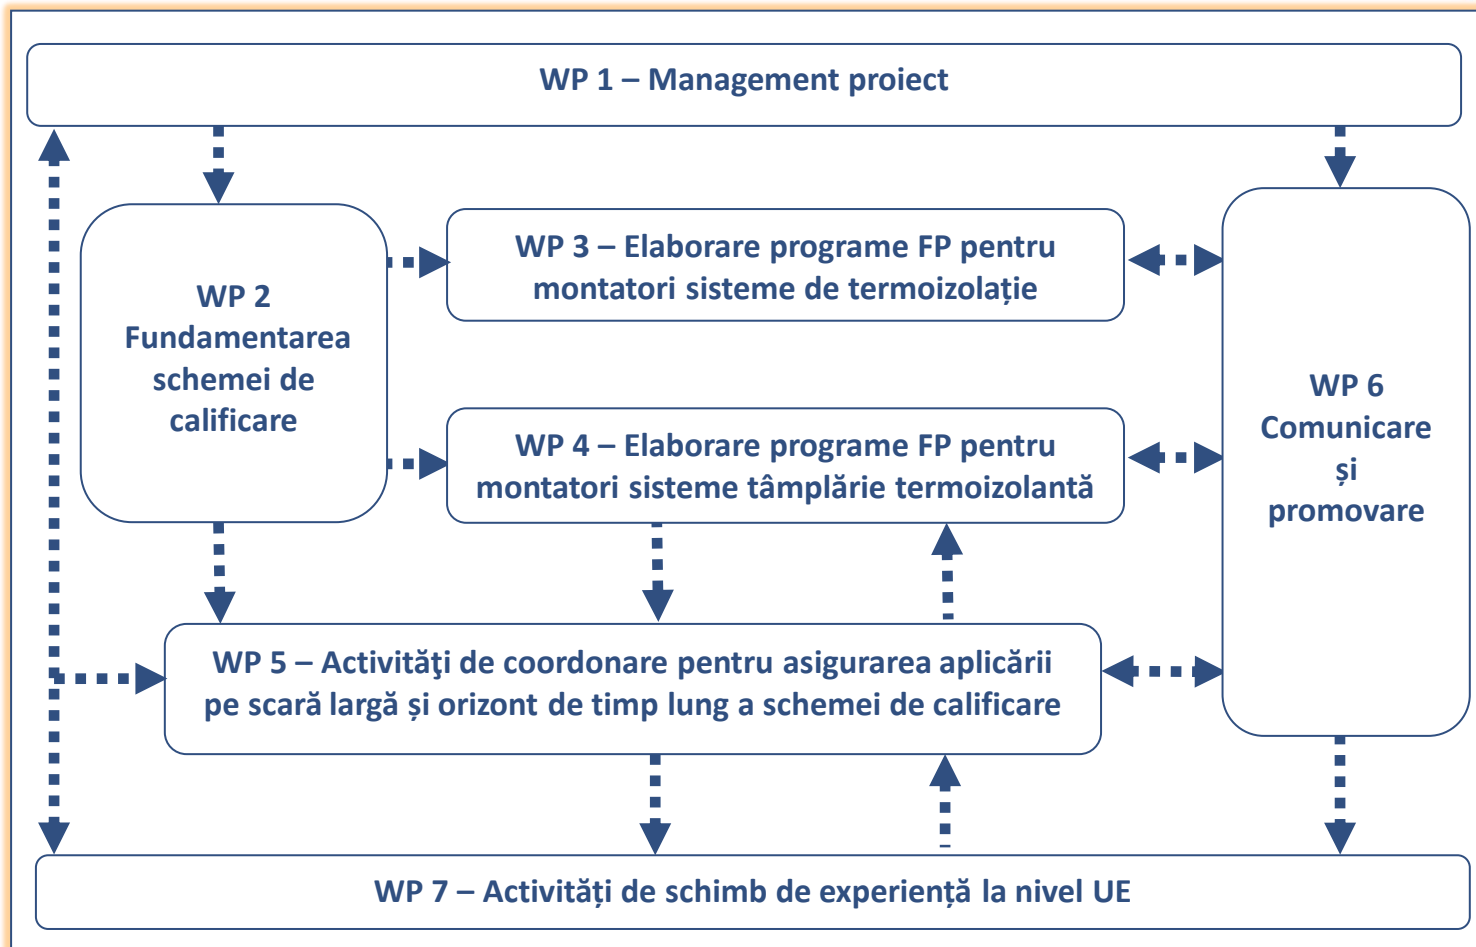 WP 1 – Management proiect
WP 2
Fundamentarea
schemei de
calificare
WP 3 – Elaborare programe FP pentru
montatori sisteme de termoizolație
WP 4 – Elaborare programe FP pentru
montatori sisteme tâmplărie termoizolantă
WP 6
Comunicare
și
promovare
WP 5 – Activităţi de coordonare pentru asigurarea aplicării
pe scară largă și orizont de timp lung a schemei de calificare
WP 7 – Activități de schimb de experiență la nivel UE